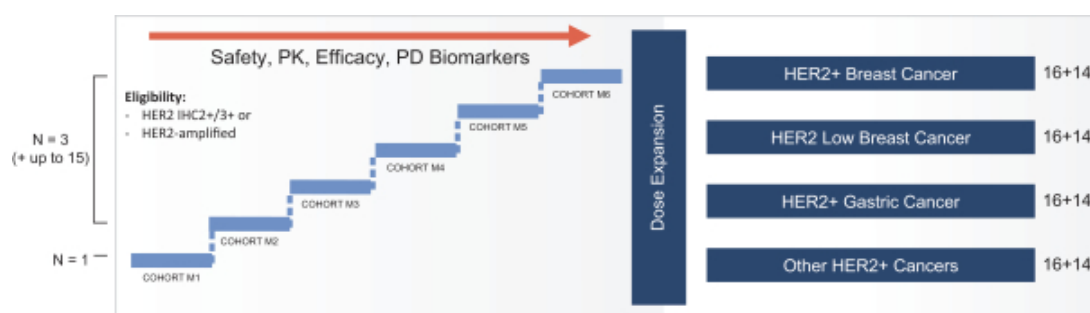 Safety, PK, Efficacy, PD Biomarkers
Eligibility:
- HER2 IHC2+/3+ or
- HER2-amplified
N = 3
(+ up to 15)
N = 1
COHORT M1
COHORT M2
COHORT M3
COHORT M4
COHORT M5
COHORT M6
Dose Expansion
HER2+ Breast Cancer 16+14
HER2 Low Breast Cancer 16+14
HER2+ Gastric Cancer 16+14
Other HER2+ Cancers 16+14